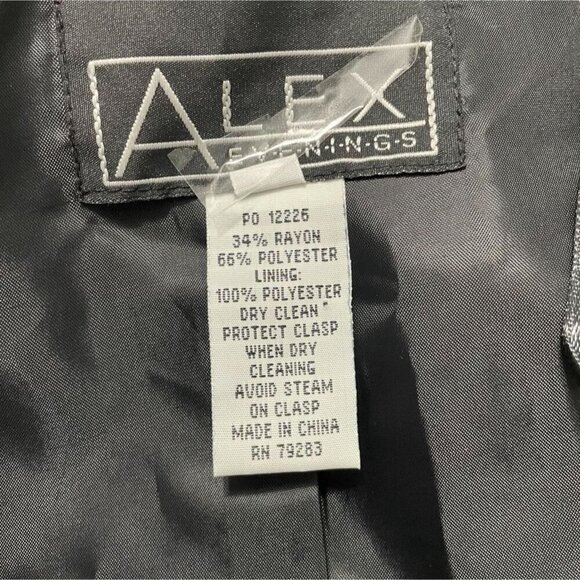 ALEX
E·V·E·N·I·N·G·S
PO 12226
34% RAYON
66% POLYESTER
LINING:
100% POLYESTER
DRY CLEAN
PROTECT CLASP
WHEN DRY
CLEANING
AVOID STEAM
ON CLASP
MADE IN CHINA
RN 79283